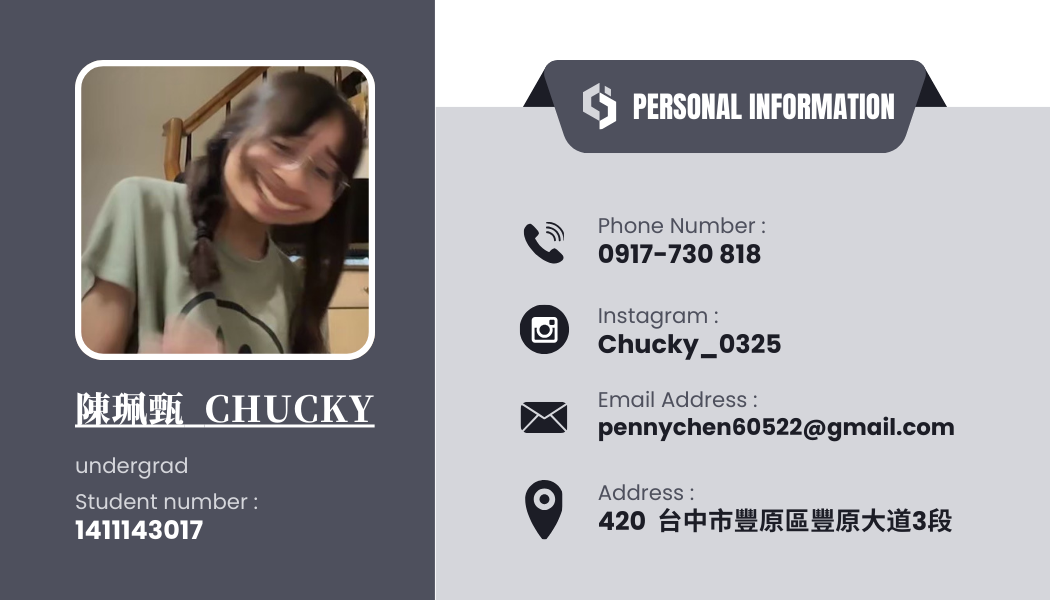 陳珮甄 CHUCKY
undergrad
Student number :
1411143017
PERSONAL INFORMATION
Phone Number :
0917-730 818
Instagram :
Chucky_0325
Email Address :
pennychen60522@gmail.com
Address :
420 台中市豐原區豐原大道3段